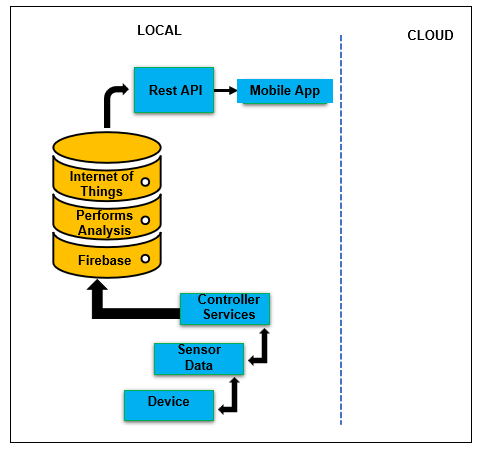 LOCAL
CLOUD
Rest API
Mobile App
Internet of
Things
Performs
Analysis
Firebase
Controller
Services
Sensor
Data
Device